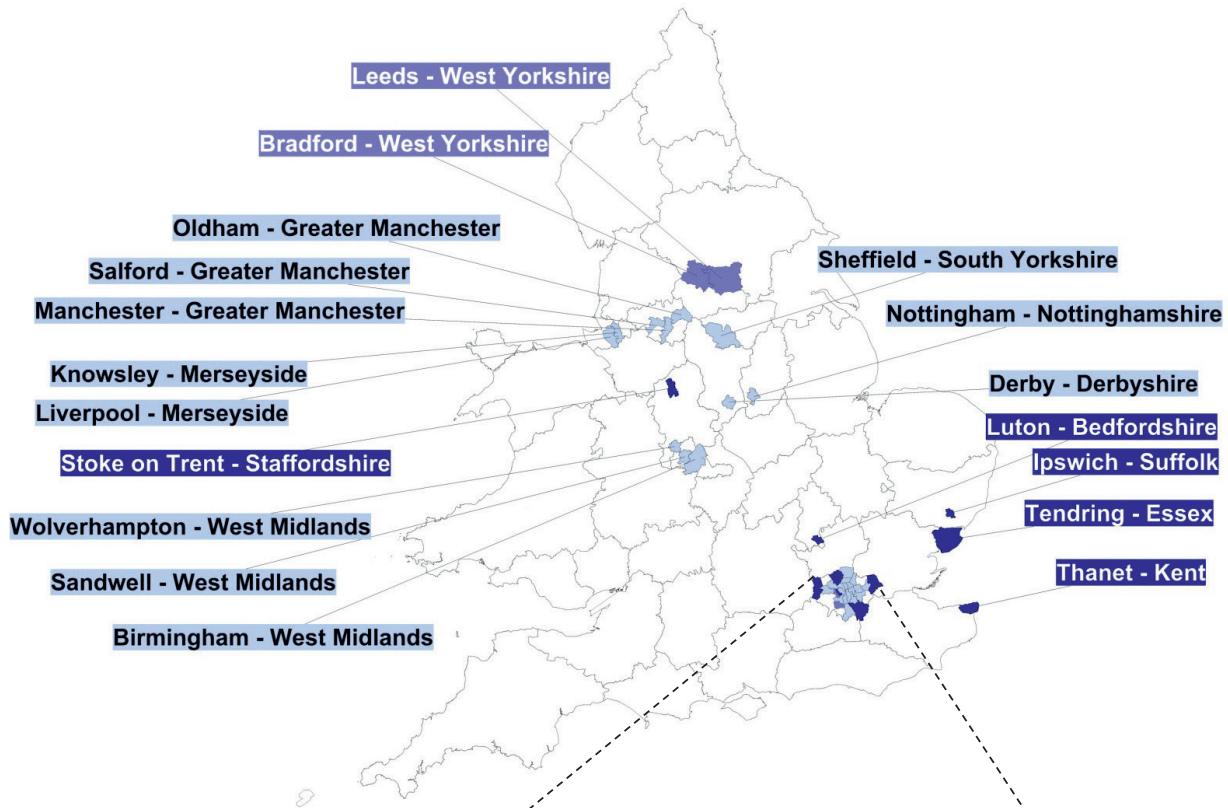 Leeds - West Yorkshire
Bradford - West Yorkshire
Oldham - Greater Manchester
Salford - Greater Manchester
Manchester - Greater Manchester
Knowsley - Merseyside
Liverpool - Merseyside
Stoke on Trent - Staffordshire
Wolverhampton - West Midlands
Sandwell - West Midlands
Birmingham - West Midlands
Sheffield - South Yorkshire
Nottingham - Nottinghamshire
Derby - Derbyshire
Luton - Bedfordshire
Ipswich - Suffolk
Tendring - Essex
Thanet - Kent